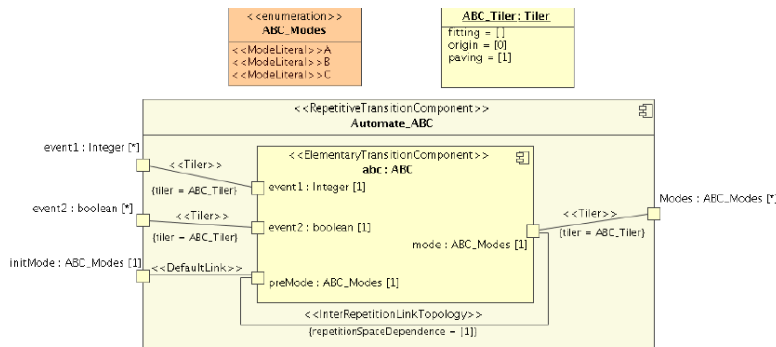 <<enumeration>>
ABC_Modes
<<ModeLiteral>>A
<<ModeLiteral>>B
<<ModeLiteral>>C
ABC_Tiler: Tiler
fitting = []
origin = [0]
paving = [1]
<<RepetitiveTransitionComponent>>
Automate_ABC
event1 : Integer [*]
<<Tiler>>
{tiler = ABC_Tiler}
<<ElementaryTransitionComponent>>
abc : ABC
event1 : Integer [1]
event2 : boolean [*]
<<Tiler>>
{tiler = ABC_Tiler}
event2 : boolean [1]
Modes : ABC_Modes [*]
<<Tiler>>
{tiler = ABC_Tiler}
mode : ABC_Modes [1]
initMode : ABC_Modes [1]
<<DefaultLink>>
preMode : ABC_Modes [1]
<<InterRepetitionLinkTopology>>
{repetitionSpaceDependence = [1]}